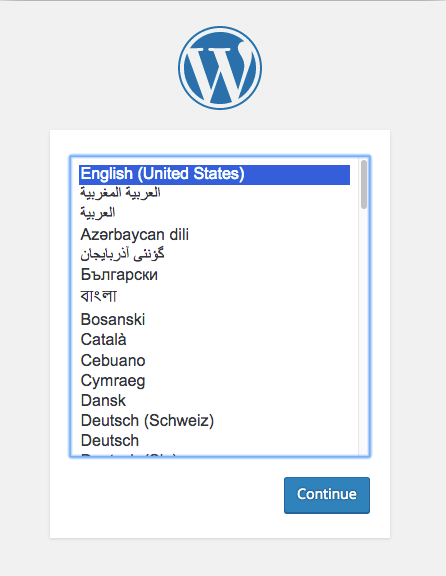 English (United States)
العربية المغربية
العربية
Azərbaycan dili
گؤنئی آذربایجان
Български
বাংলা
Bosanski
Català
Cebuano
Cymraeg
Dansk
Deutsch (Schweiz)
Deutsch
Continue